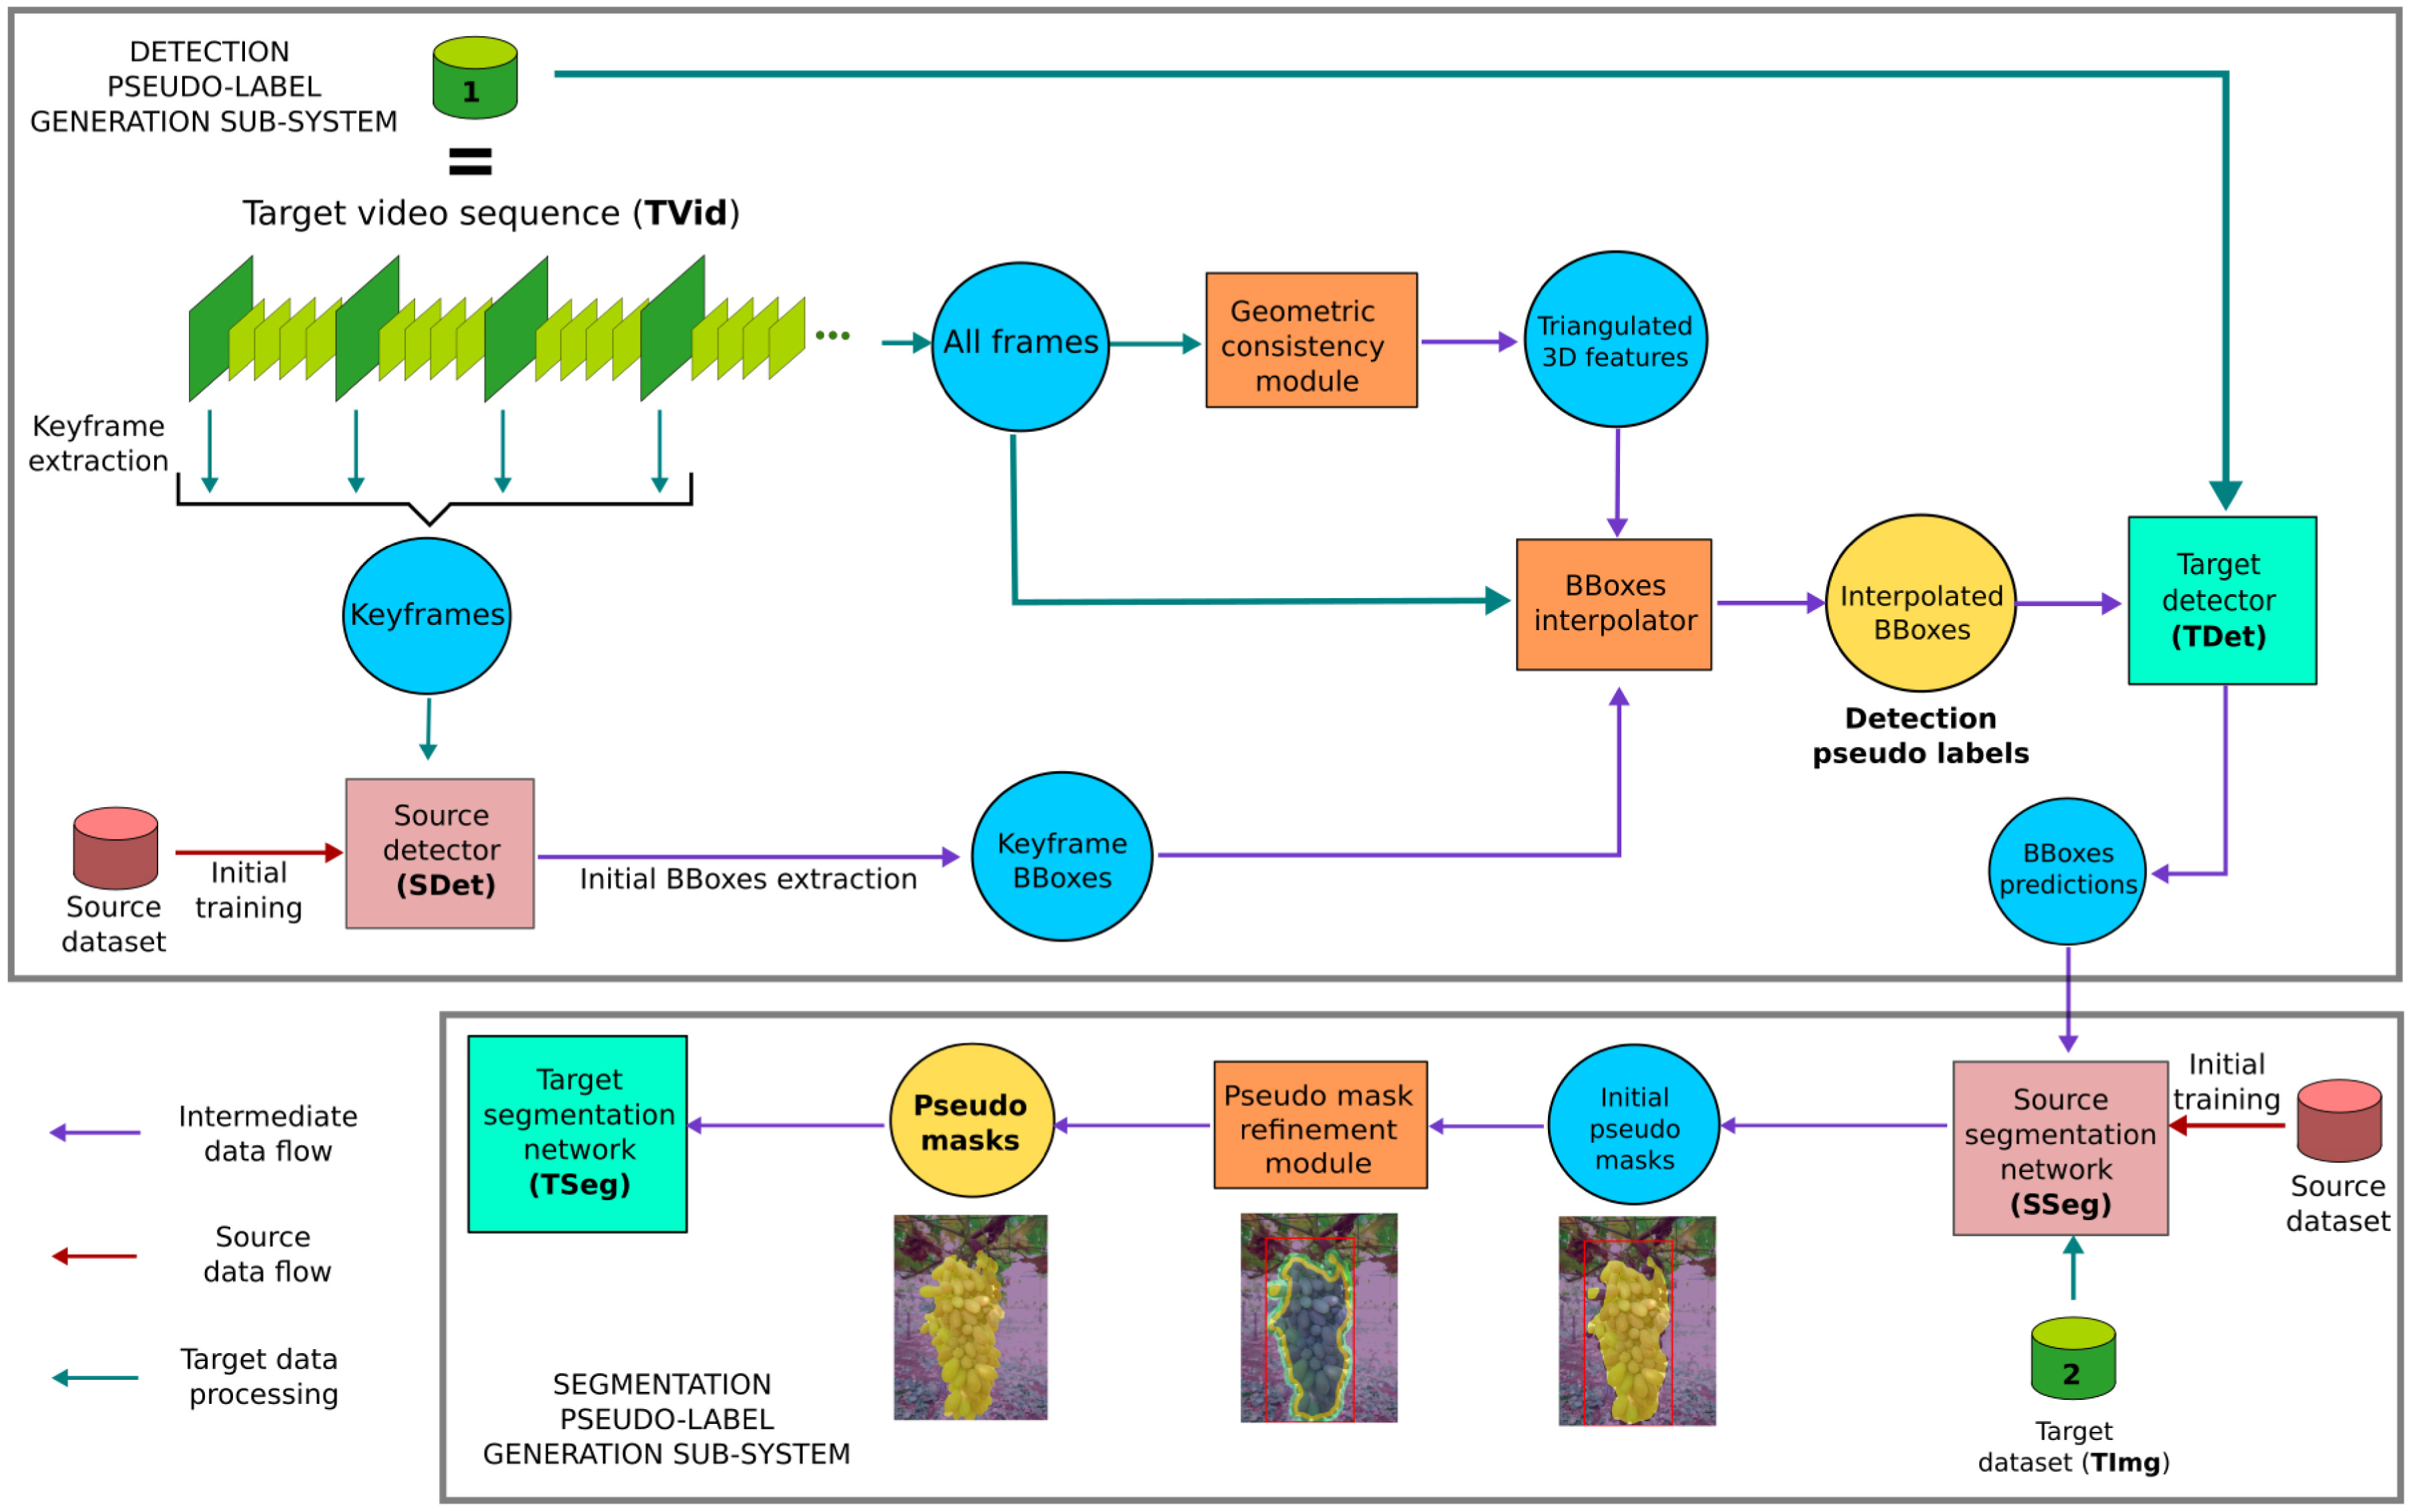 DETECTION
PSEUDO-LABEL
GENERATION SUB-SYSTEM
1
=
Target video sequence (TVid)
Keyframe
extraction
All frames
Geometric
consistency
module
Triangulated
3D features
Keyframes
BBoxes
interpolator
Interpolated
BBoxes
Detection
pseudo labels
Target
detector
(TDet)
Source
dataset
Initial
training
Source
detector
(SDet)
Initial BBoxes extraction
Keyframe
BBoxes
BBoxes
predictions
Intermediate
data flow
Source
data flow
Target data
processing
Target
segmentation
network
(TSeg)
Pseudo
masks
Pseudo mask
refinement
module
Initial
pseudo
masks
Source
segmentation
network
(SSeg)
Initial
training
Source
dataset
2
Target
dataset (TImg)
SEGMENTATION
PSEUDO-LABEL
GENERATION SUB-SYSTEM